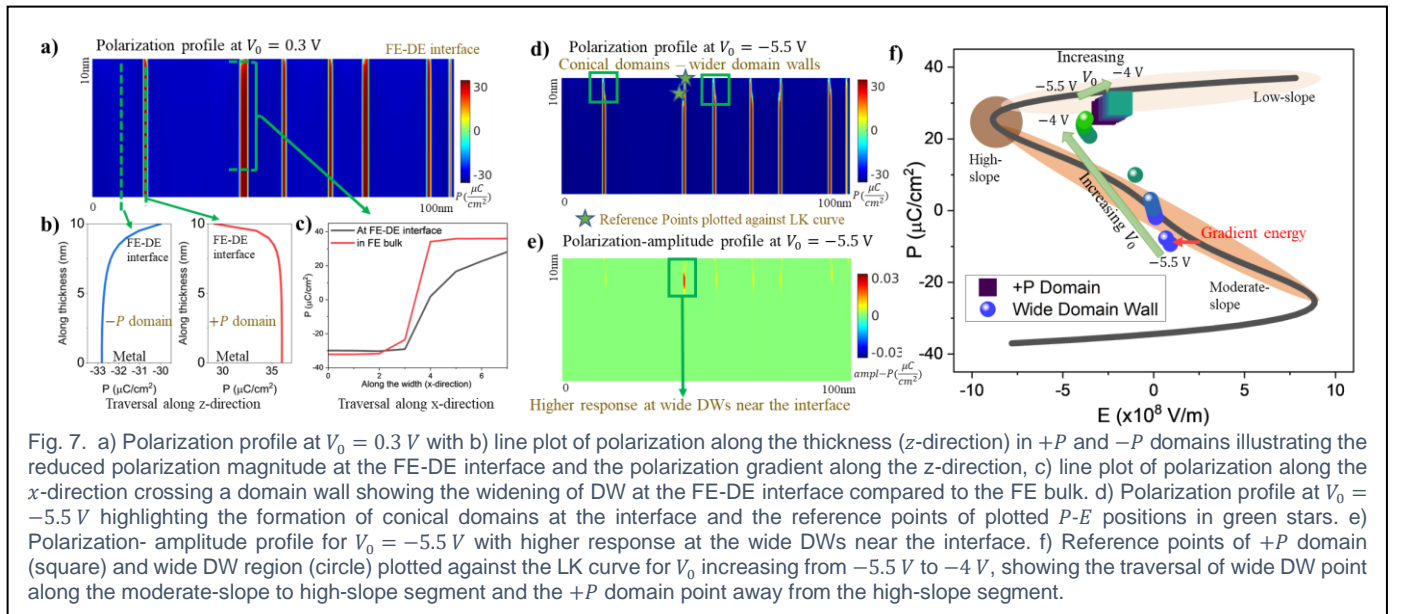 a)
Polarization profile at V₀ = 0.3 V
FE-DE interface
10nm
30
0
-30
P(μC/cm²)
0
100nm
b)
Along thickness (nm)
10
5
0
FE-DE
interface
−P domain
Metal
-33 -32 -31 -30
P (μC/cm²)
Along thickness (nm)
10
5
0
FE-DE
interface
+P domain
Metal
30 35
P (μC/cm²)
Traversal along z-direction
c)
At FE-DE interface
in FE bulk
P (μC/cm²)
40
20
0
-20
-40
0 2 4 6
Along the width (x-direction)
Traversal along x-direction
d)
Polarization profile at V₀ = −5.5 V
Conical domains – wider domain walls
10nm
30
0
-30
P(μC/cm²)
0
100nm
Reference Points plotted against LK curve
e)
Polarization-amplitude profile at V₀ = −5.5 V
10nm
0.03
0
-0.03
ampl−P(μC/cm²)
0
100nm
Higher response at wide DWs near the interface
f)
Increasing
V₀
−5.5 V
−4 V
Low-slope
−4 V
High-
slope
Increasing V₀
Gradient energy
−5.5 V
Moderate-
slope
+P Domain
Wide Domain Wall
P (μC/cm²)
40
20
0
-20
-40
-10 -5 0 5 10
E (x10⁸ V/m)
Fig. 7. a) Polarization profile at V₀ = 0.3 V with b) line plot of polarization along the thickness (z-direction) in +P and −P domains illustrating the
reduced polarization magnitude at the FE-DE interface and the polarization gradient along the z-direction, c) line plot of polarization along the
x-direction crossing a domain wall showing the widening of DW at the FE-DE interface compared to the FE bulk. d) Polarization profile at V₀ =
−5.5 V highlighting the formation of conical domains at the interface and the reference points of plotted P-E positions in green stars. e)
Polarization- amplitude profile for V₀ = −5.5 V with higher response at the wide DWs near the interface. f) Reference points of +P domain
(square) and wide DW region (circle) plotted against the LK curve for V₀ increasing from −5.5 V to −4 V, showing the traversal of wide DW point
along the moderate-slope to high-slope segment and the +P domain point away from the high-slope segment.